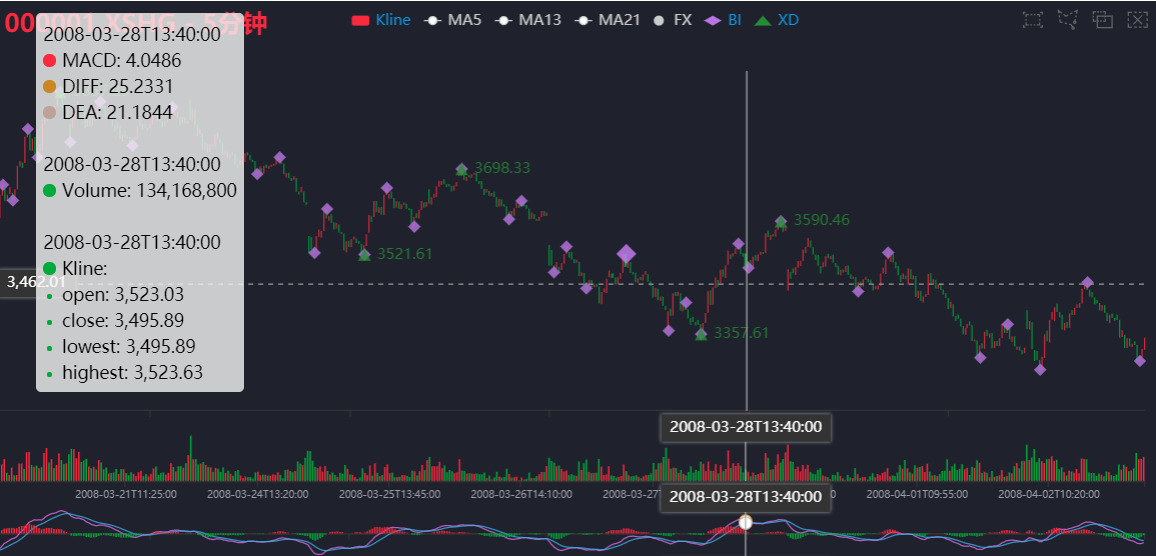 000001.XSHG - 5分钟
Kline MA5 MA13 MA21 FX BI XD
2008-03-28T13:40:00
MACD: 4.0486
DIFF: 25.2331
DEA: 21.1844
2008-03-28T13:40:00
Volume: 134,168,800
2008-03-28T13:40:00
Kline:
open: 3,523.03
close: 3,495.89
lowest: 3,495.89
highest: 3,523.63
3,462.01
3698.33
3521.61
3590.46
3357.61
2008-03-28T13:40:00
2008-03-21T11:25:00 2008-03-24T13:20:00 2008-03-25T13:45:00 2008-03-26T14:10:00 2008-03-27 2008-03-28T13:40:00 2008-04-01T09:55:00 2008-04-02T10:20:00